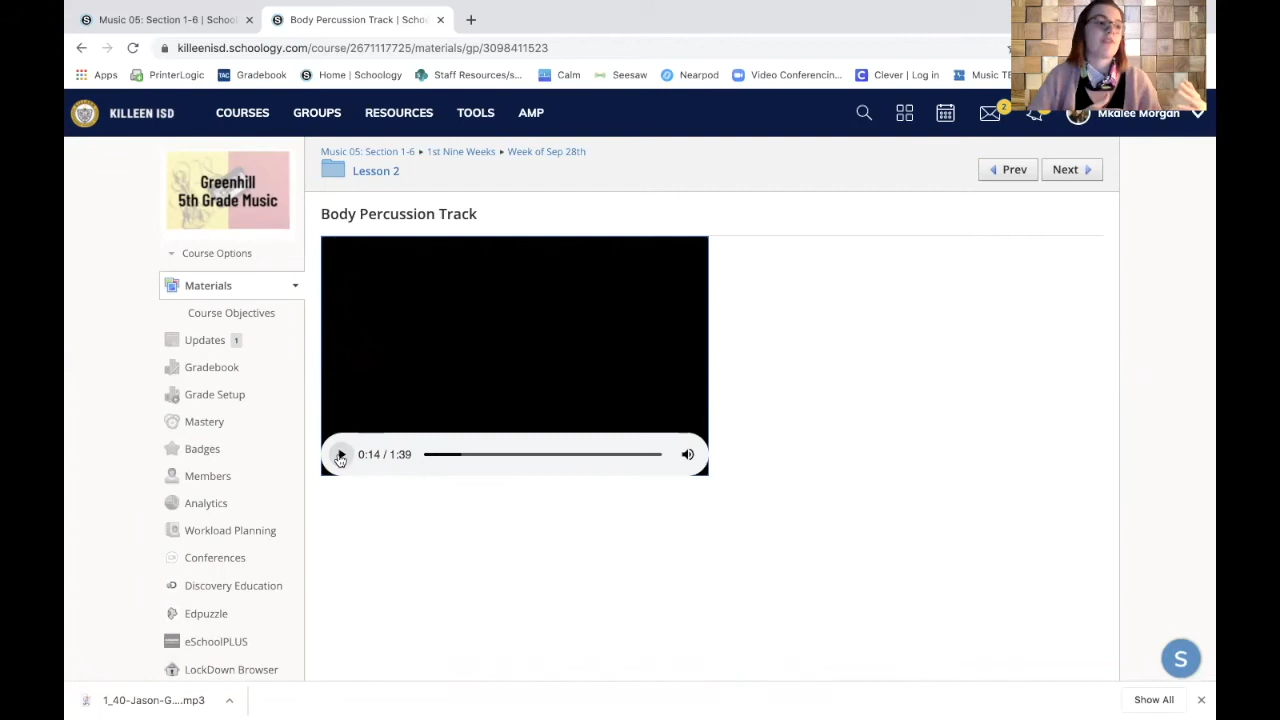 Music 05: Section 1-6 | School
Body Percussion Track | Scho
killeenisd.schoology.com/course/2671117725/materials/gp/3098411523
Apps PrinterLogic Gradebook Home | Schoology Staff Resources/s... Calm Seesaw Nearpod Video Conferencin... Clever | Log in Music TE
KILLEEN ISD COURSES GROUPS RESOURCES TOOLS AMP 2 Mkalee Morgan
Music 05: Section 1-6 ▸ 1st Nine Weeks ▸ Week of Sep 28th
Lesson 2
Prev Next
Greenhill
5th Grade Music
Body Percussion Track
Course Options
Materials
Course Objectives
Updates 1
Gradebook
Grade Setup
Mastery
Badges
0:14 / 1:39
Members
Analytics
Workload Planning
Conferences
Discovery Education
Edpuzzle
eSchoolPLUS
LockDown Browser
S
1_40-Jason-G....mp3
Show All